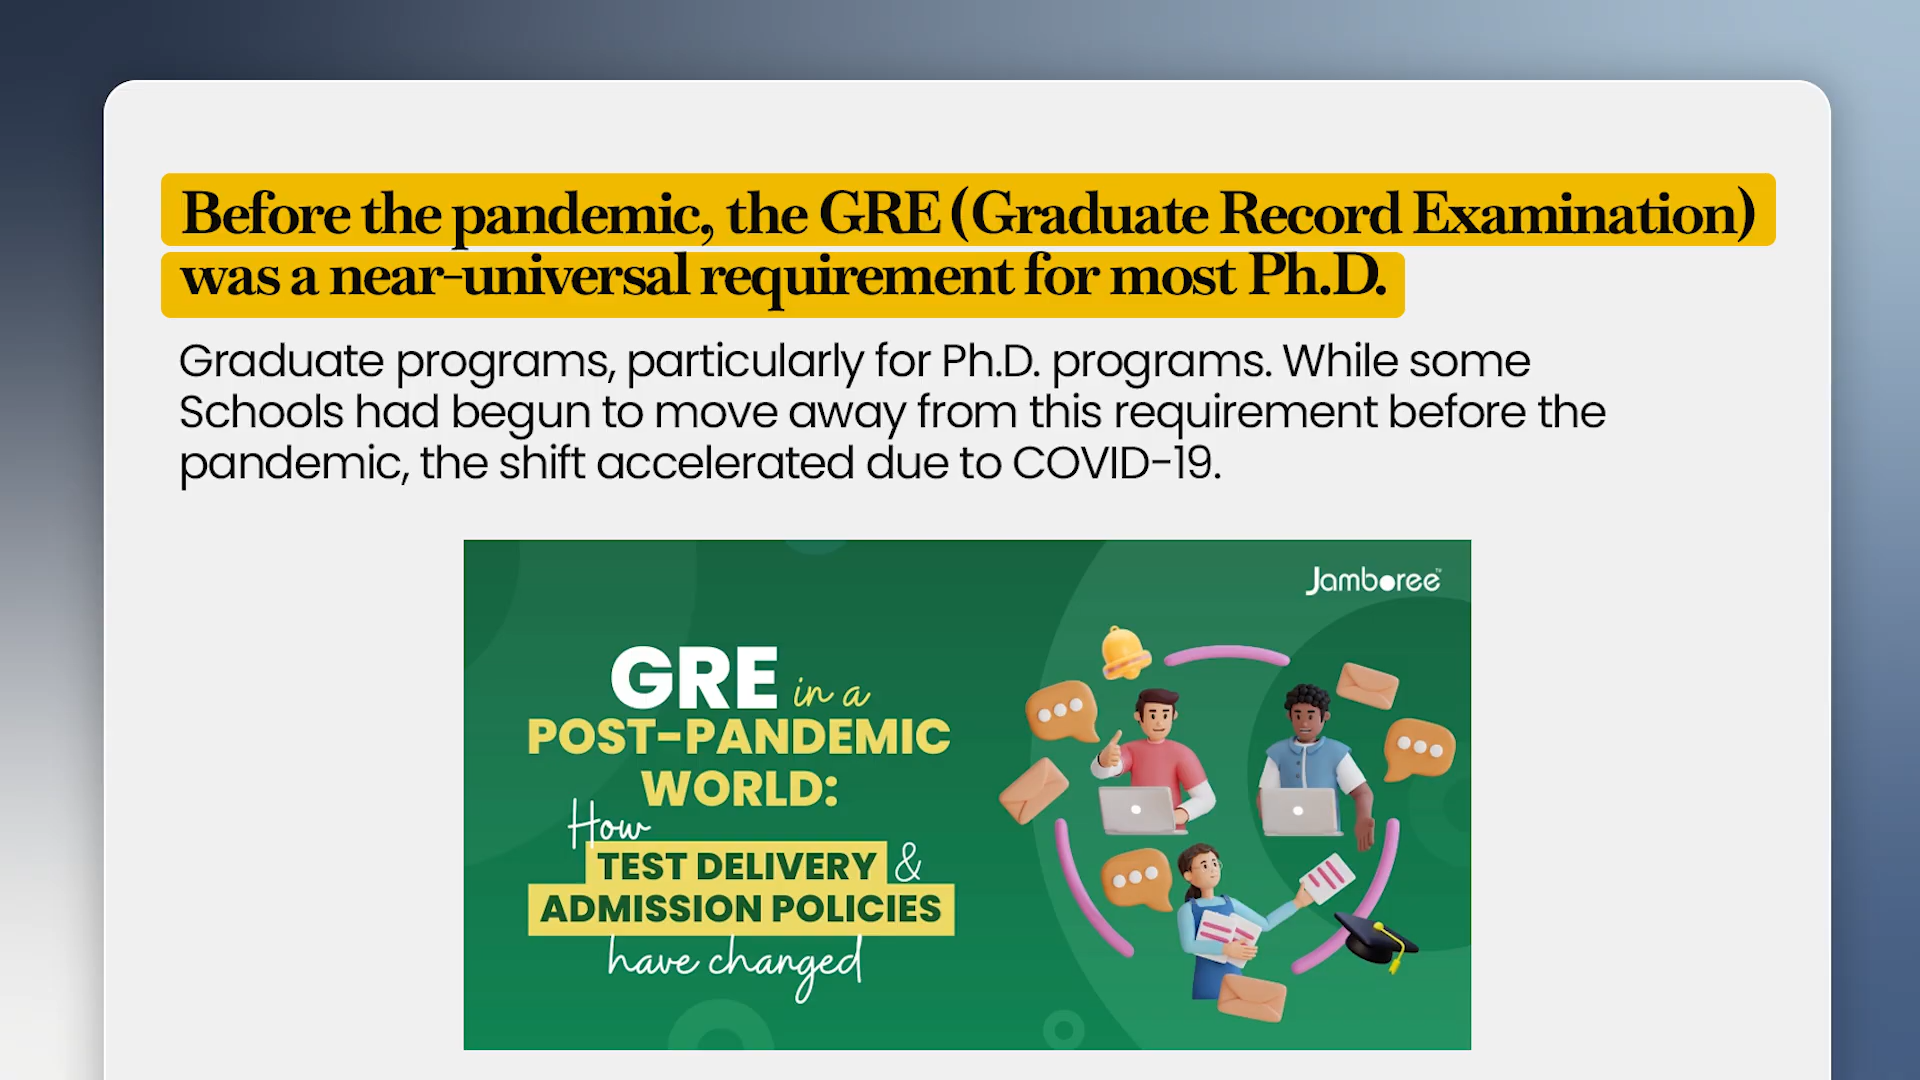 Before the pandemic, the GRE (Graduate Record Examination)
was a near-universal requirement for most Ph.D.
Graduate programs, particularly for Ph.D. programs. While some
Schools had begun to move away from this requirement before the
pandemic, the shift accelerated due to COVID-19.
Jamboree™
GRE in a
POST-PANDEMIC
WORLD:
How
TEST DELIVERY &
ADMISSION POLICIES
have changed